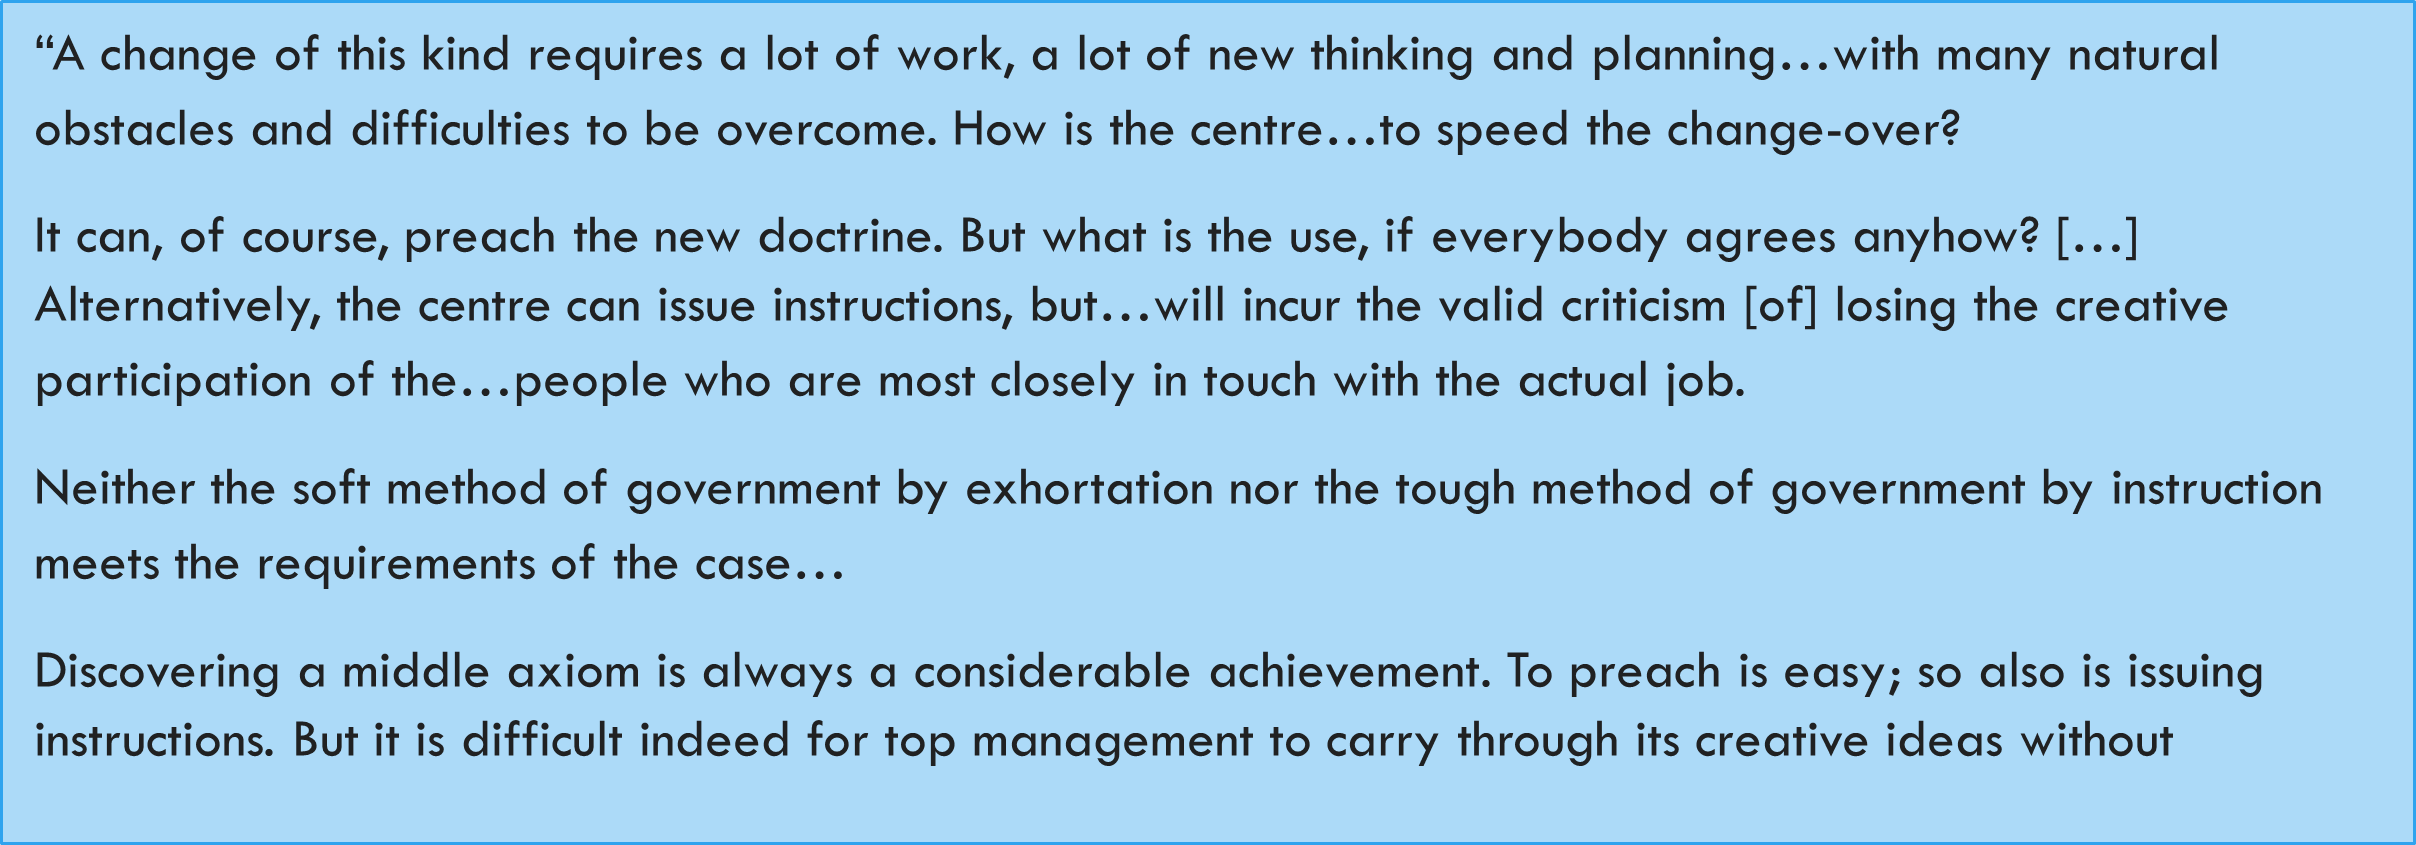 “A change of this kind requires a lot of work, a lot of new thinking and planning…with many natural
obstacles and difficulties to be overcome. How is the centre…to speed the change-over?
It can, of course, preach the new doctrine. But what is the use, if everybody agrees anyhow? […]
Alternatively, the centre can issue instructions, but…will incur the valid criticism [of] losing the creative
participation of the…people who are most closely in touch with the actual job.
Neither the soft method of government by exhortation nor the tough method of government by instruction
meets the requirements of the case…
Discovering a middle axiom is always a considerable achievement. To preach is easy; so also is issuing
instructions. But it is difficult indeed for top management to carry through its creative ideas without